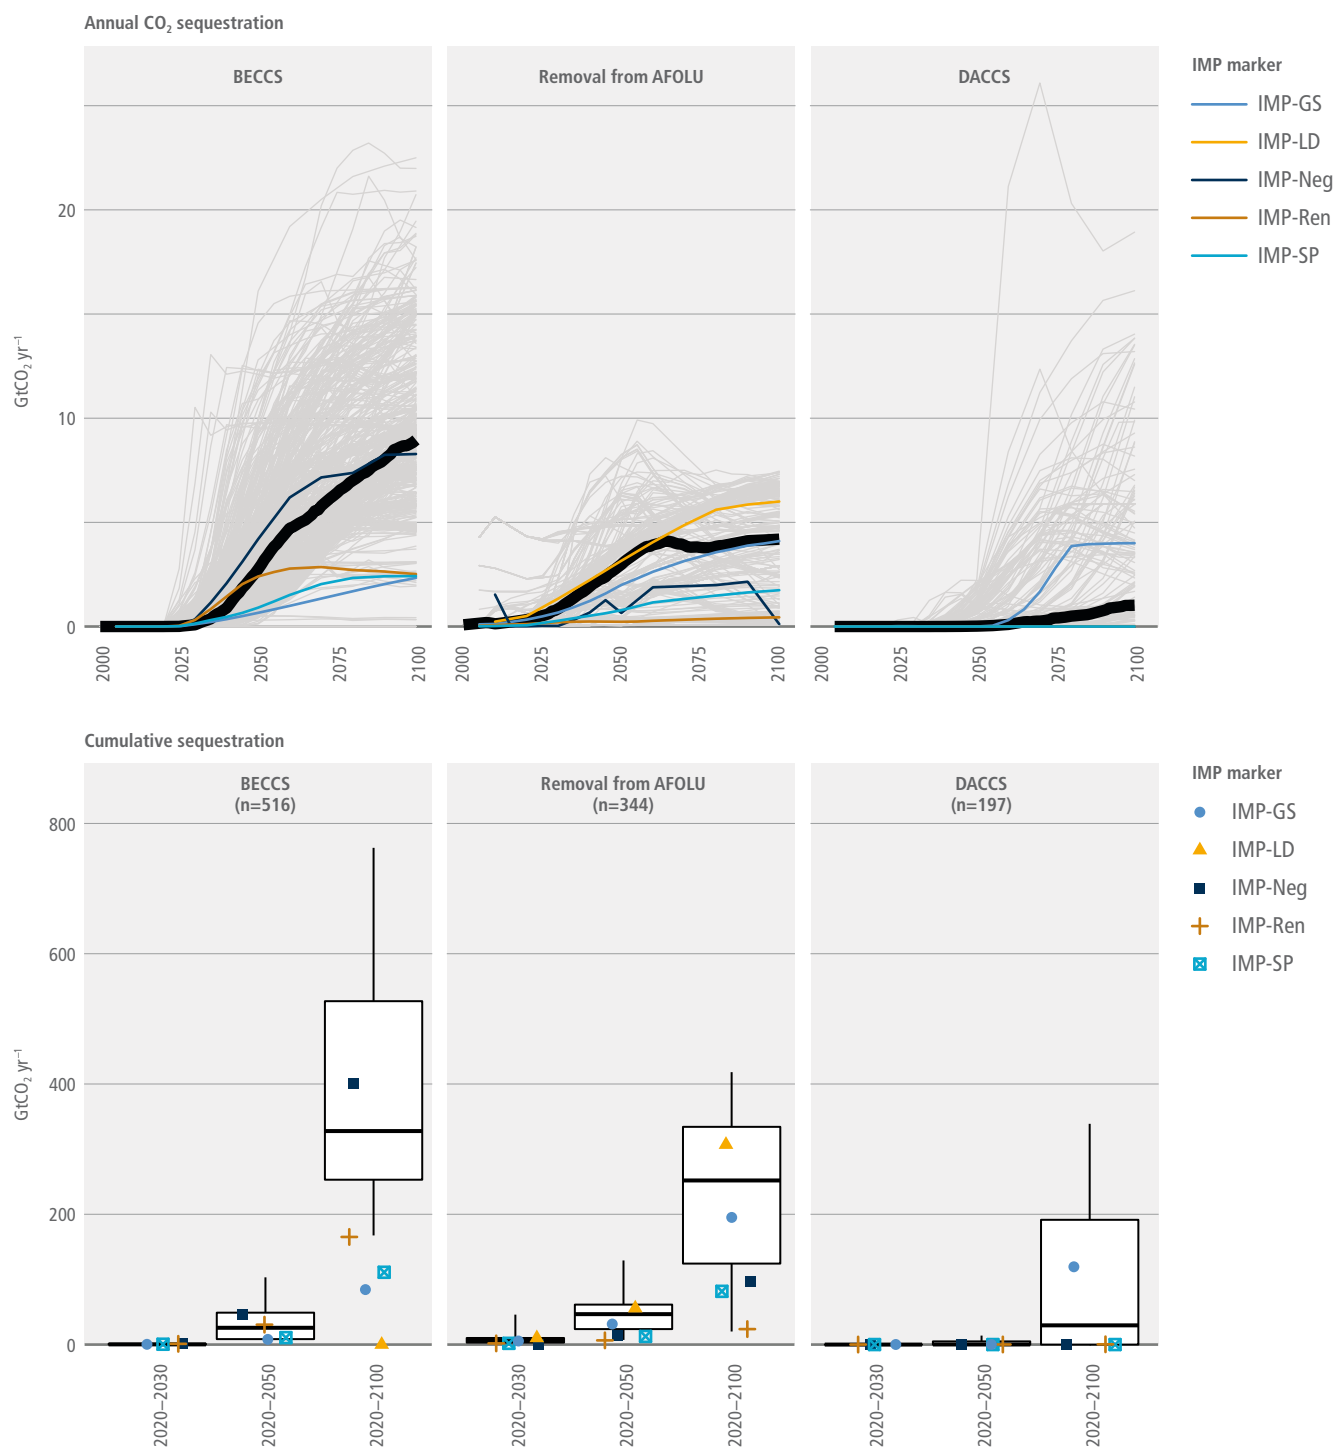 Annual CO₂ sequestration
BECCS
Removal from AFOLU
DACCS
IMP marker
IMP-GS
IMP-LD
IMP-Neg
IMP-Ren
IMP-SP
GtCO₂ yr⁻¹
20
10
0
2000 2025 2050 2075 2100
2000 2025 2050 2075 2100
2000 2025 2050 2075 2100
Cumulative sequestration
BECCS
(n=516)
Removal from AFOLU
(n=344)
DACCS
(n=197)
IMP marker
IMP-GS
IMP-LD
IMP-Neg
IMP-Ren
IMP-SP
GtCO₂ yr⁻¹
800
600
400
200
0
2020–2030 2020–2050 2020–2100
2020–2030 2020–2050 2020–2100
2020–2030 2020–2050 2020–2100